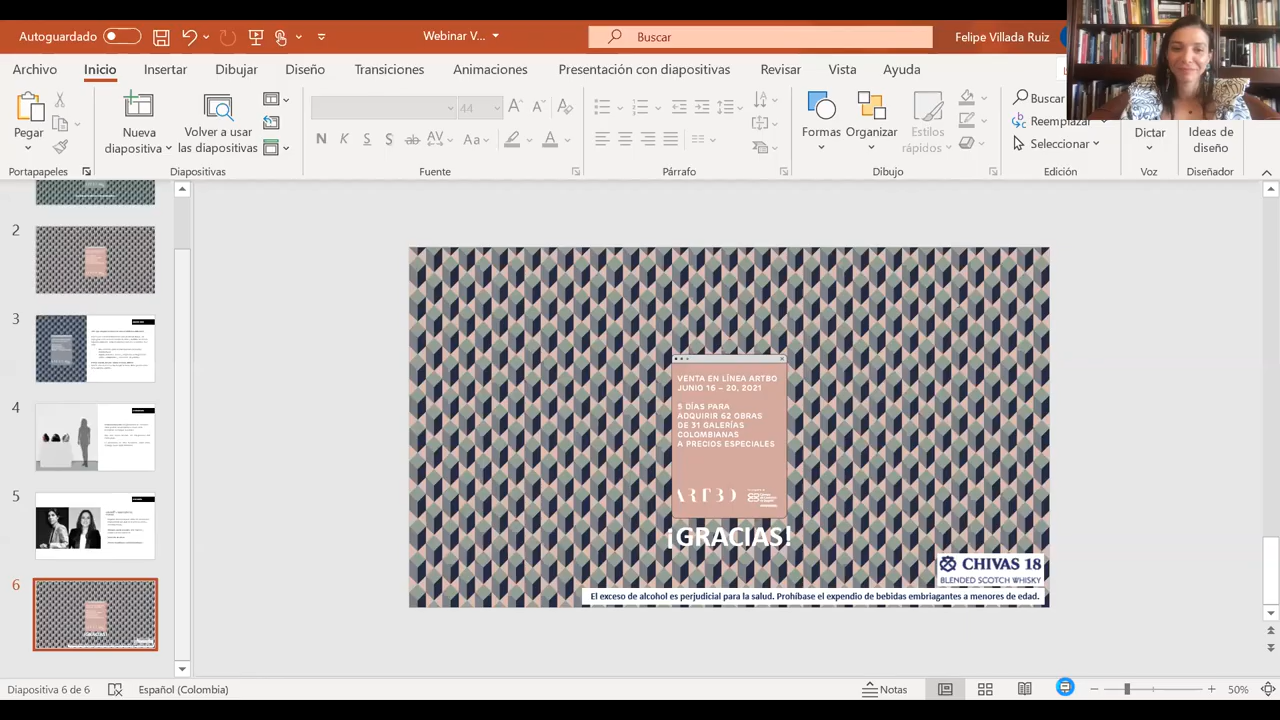 Autoguardado
Webinar V...
Buscar
Felipe Villada Ruiz
Archivo
Inicio
Insertar
Dibujar
Diseño
Transiciones
Animaciones
Presentación con diapositivas
Revisar
Vista
Ayuda
Pegar
Nueva
diapositiva
Volver a usar
las diapositivas
44
N
K
S
ab
AV
Aa
A
Formas
Organizar
Estilos
rápidos
Buscar
Reemplazar
Seleccionar
Dictar
Ideas de
diseño
Portapapeles
Diapositivas
Fuente
Párrafo
Dibujo
Edición
Voz
Diseñador
2
3
4
5
6
VENTA EN LÍNEA ARTBO
JUNIO 16 – 20, 2021
5 DÍAS PARA
ADQUIRIR 62 OBRAS
DE 31 GALERÍAS
COLOMBIANAS
A PRECIOS ESPECIALES
ARTBO
¡GRACIAS!
CHIVAS 18
BLENDED SCOTCH WHISKY
El exceso de alcohol es perjudicial para la salud. Prohíbase el expendio de bebidas embriagantes a menores de edad.
Diapositiva 6 de 6
Español (Colombia)
Notas
50%